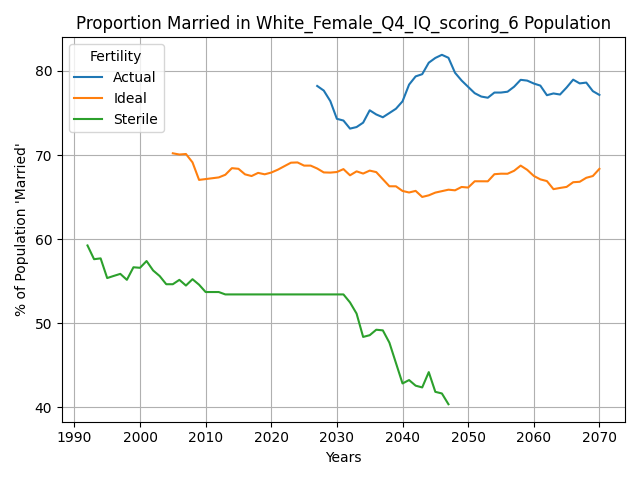 Proportion Married in White_Female_Q4_IQ_scoring_6 Population
Fertility
Actual
Ideal
Sterile
% of Population 'Married'
80
70
60
50
40
1990 2000 2010 2020 2030 2040 2050 2060 2070
Years